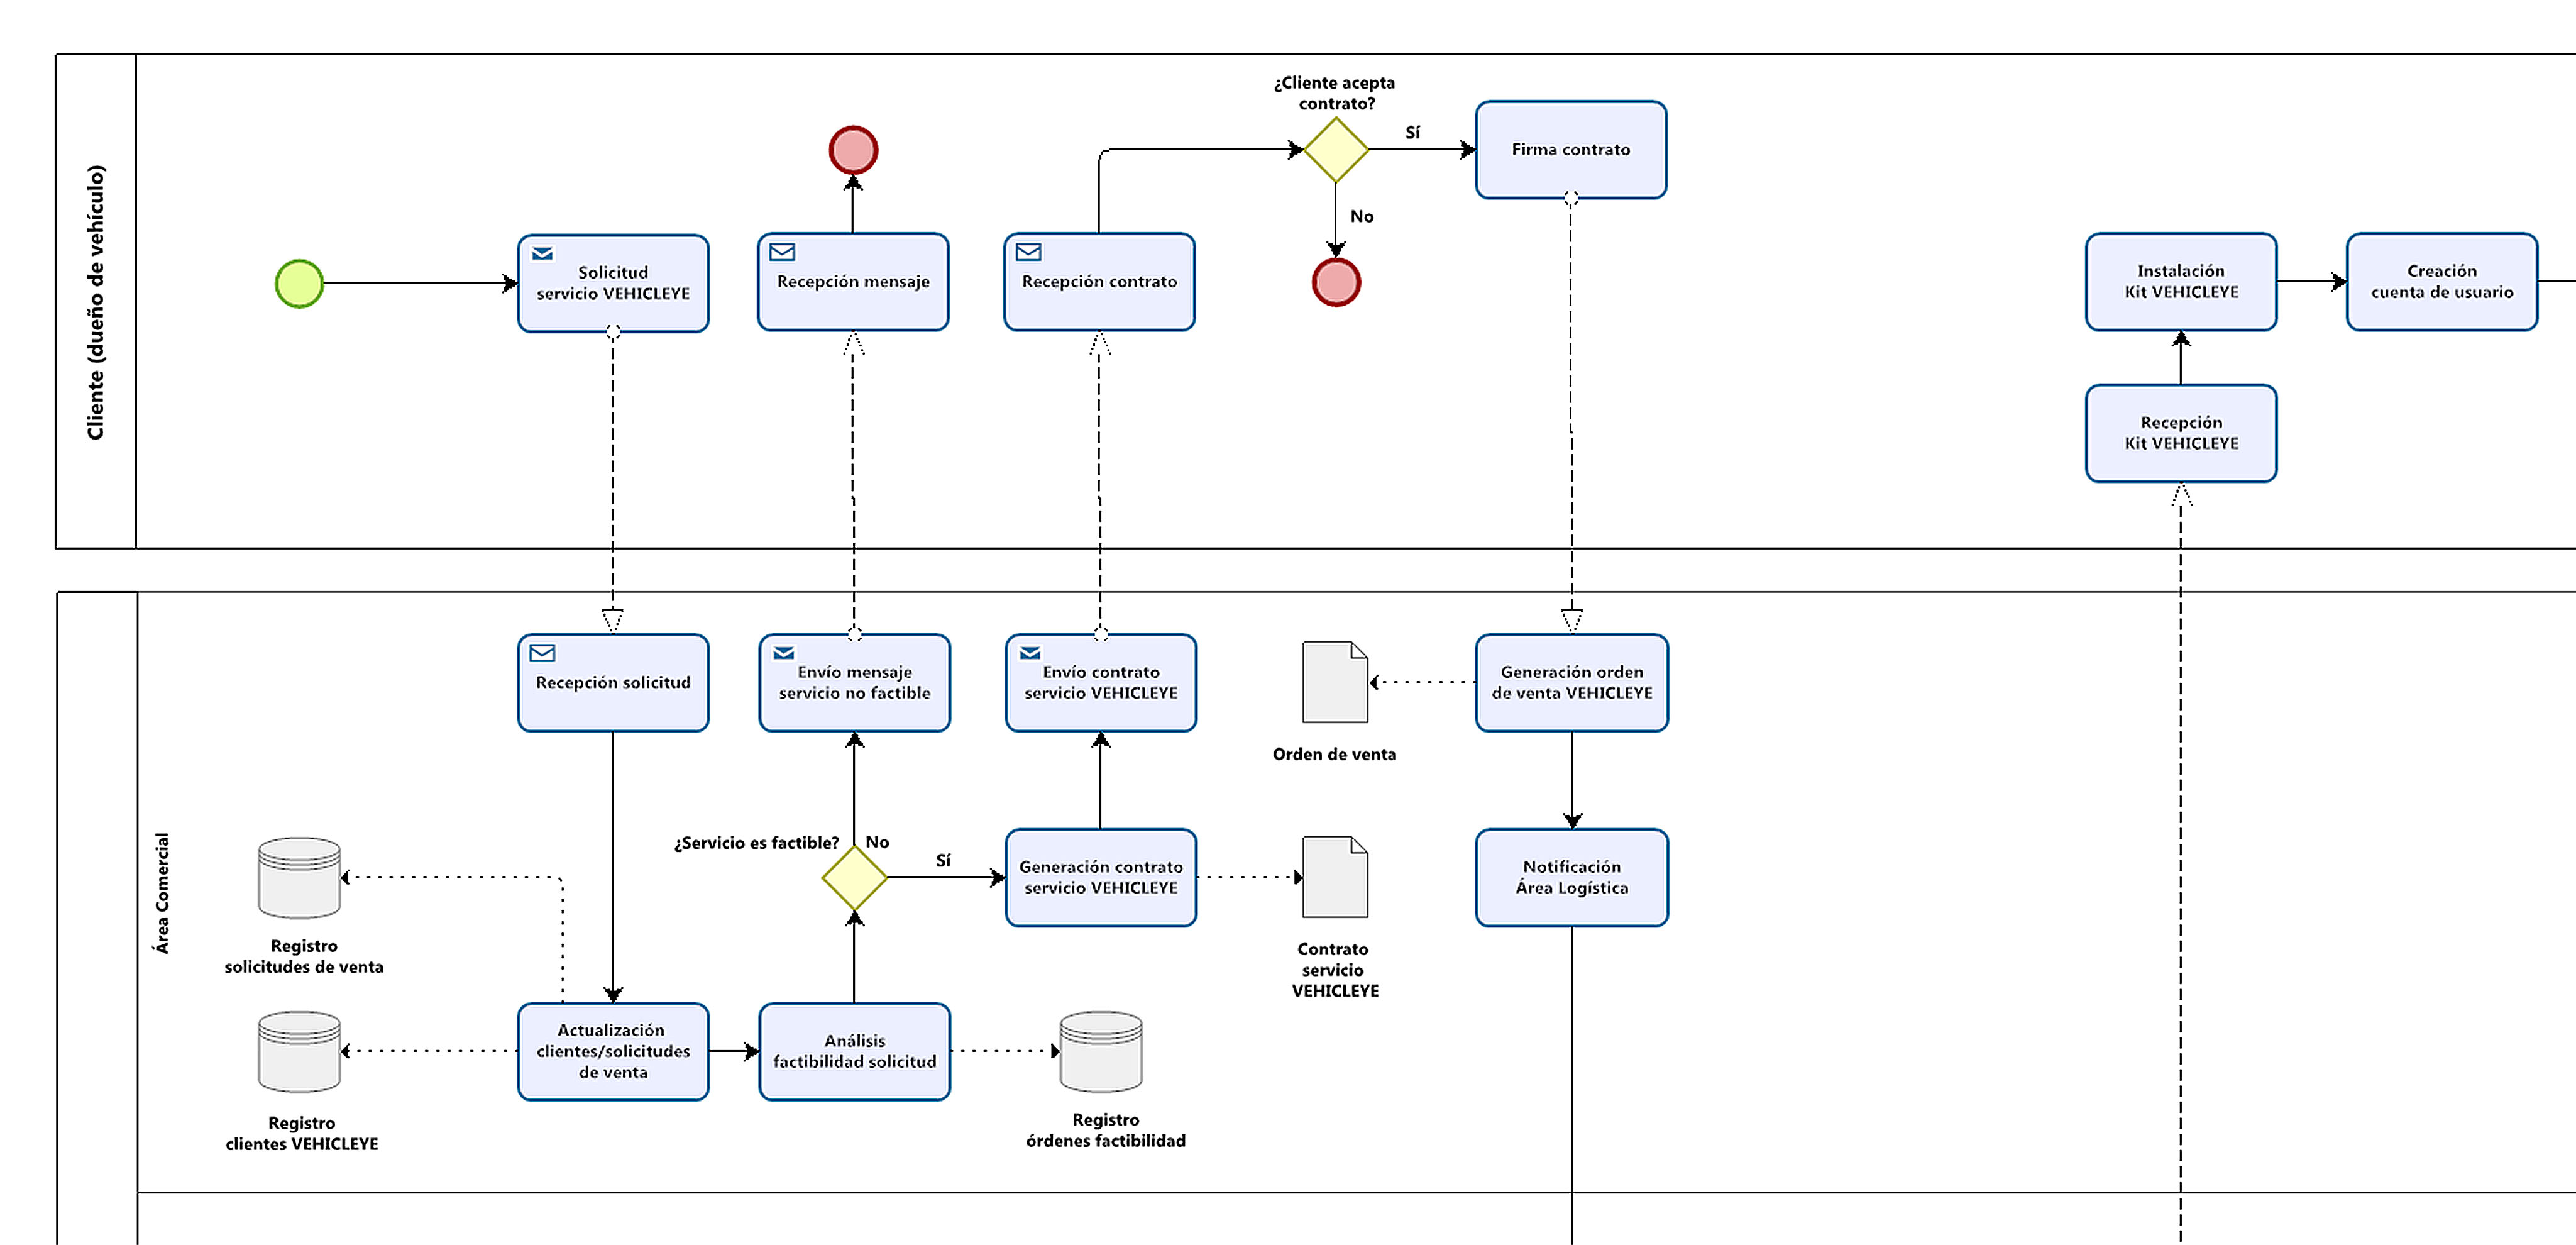 Cliente (dueño de vehículo)
¿Cliente acepta
contrato?
Sí
No
Firma contrato
Solicitud
servicio VEHICLEYE
Recepción mensaje
Recepción contrato
Instalación
Kit VEHICLEYE
Creación
cuenta de usuario
Recepción
Kit VEHICLEYE
Área Comercial
Recepción solicitud
Envío mensaje
servicio no factible
Envío contrato
servicio VEHICLEYE
Orden de venta
Generación orden
de venta VEHICLEYE
¿Servicio es factible?
No
Sí
Generación contrato
servicio VEHICLEYE
Contrato
servicio
VEHICLEYE
Notificación
Área Logística
Registro
solicitudes de venta
Registro
clientes VEHICLEYE
Actualización
clientes/solicitudes
de venta
Análisis
factibilidad solicitud
Registro
órdenes factibilidad